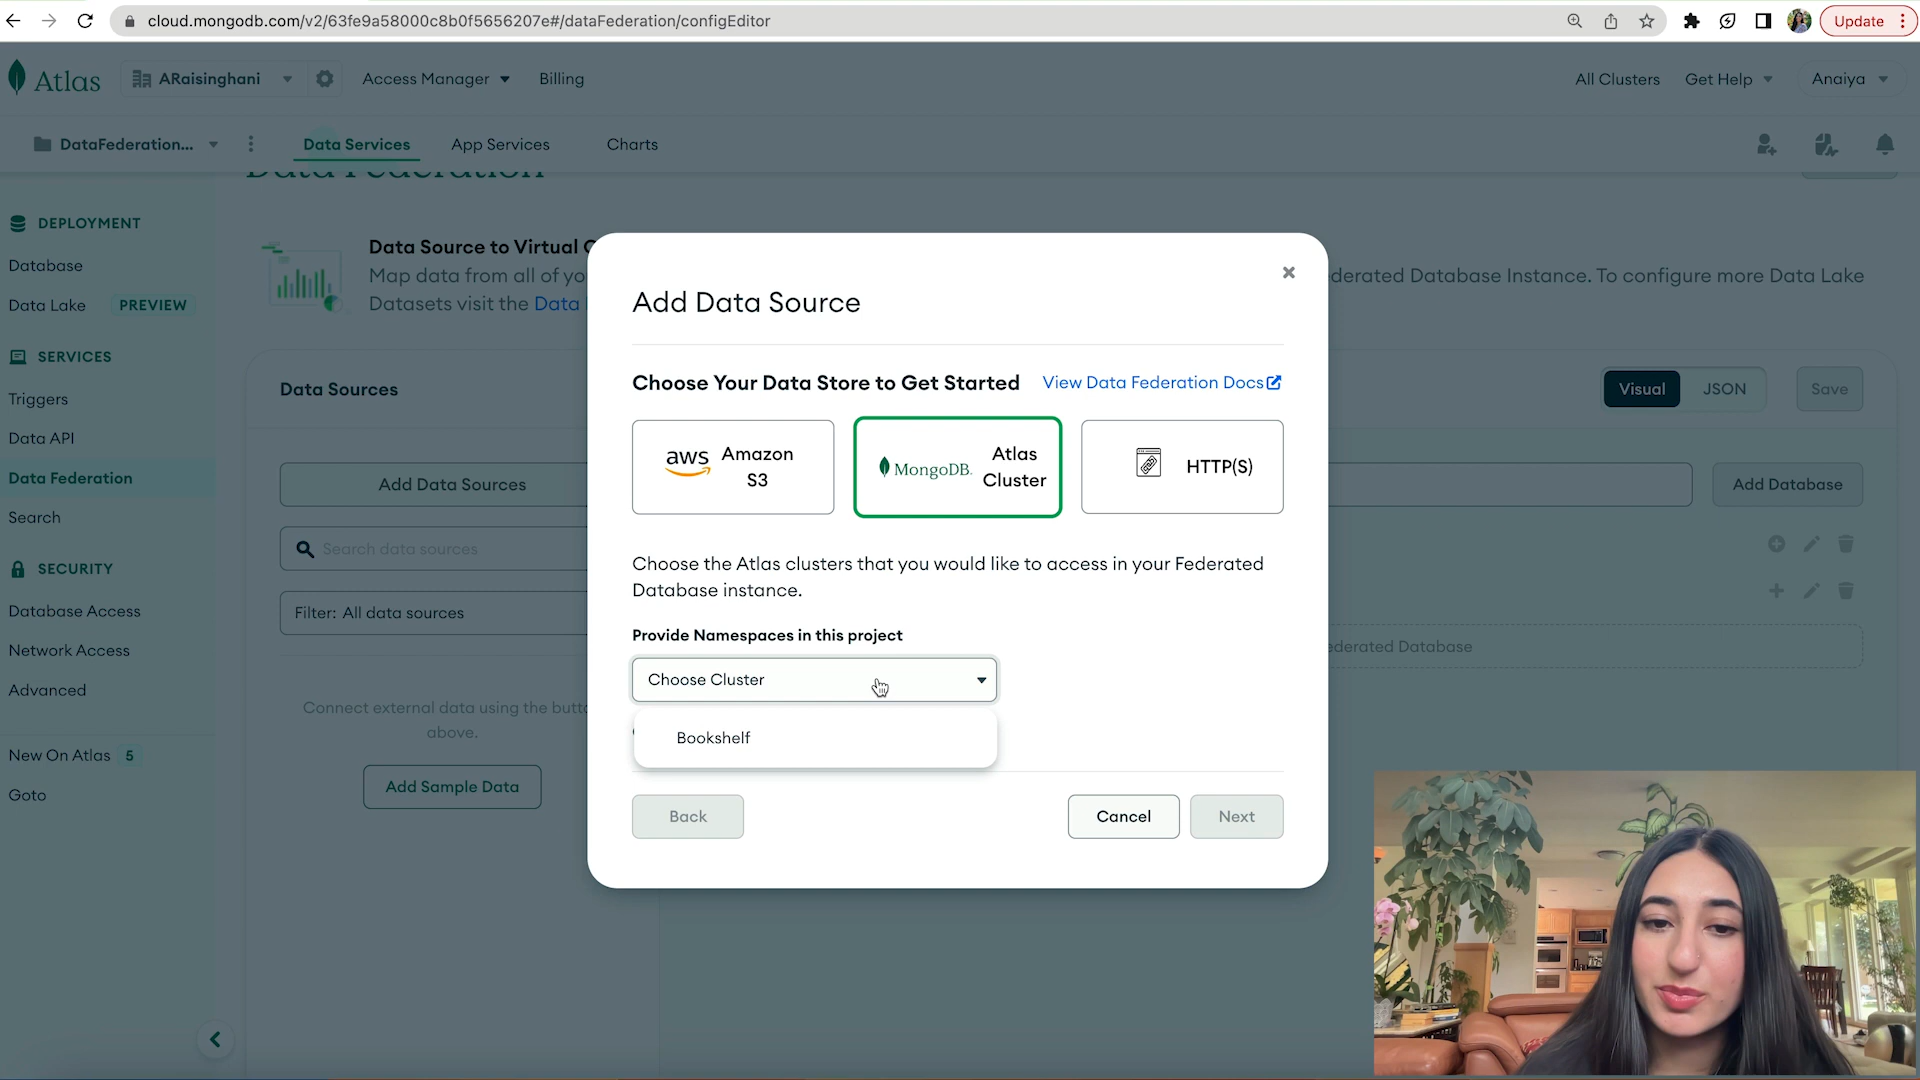 cloud.mongodb.com/v2/63fe9a58000c8b0f5656207e#/dataFederation/configEditor
Update
Atlas
ARaisinghani
Access Manager
Billing
All Clusters
Get Help
Anaiya
DataFederation...
Data Services
App Services
Charts
Data Federation
DEPLOYMENT
Database
Data Lake PREVIEW
SERVICES
Triggers
Data API
Data Federation
Search
SECURITY
Database Access
Network Access
Advanced
New On Atlas 5
Goto
Data Source to Virtual
Map data from all of
derated Database Instance. To configure more Data Lake
Datasets visit the Data
Data Sources
Visual
JSON
Save
Add Data Sources
Add Database
Search data sources
Filter: All data sources
Connect external data using the
above.
Add Sample Data
derated Database
Add Data Source
Choose Your Data Store to Get Started
View Data Federation Docs
aws
Amazon
S3
MongoDB.
Atlas
Cluster
HTTP(S)
Choose the Atlas clusters that you would like to access in your Federated
Database instance.
Provide Namespaces in this project
Choose Cluster
Bookshelf
Back
Cancel
Next